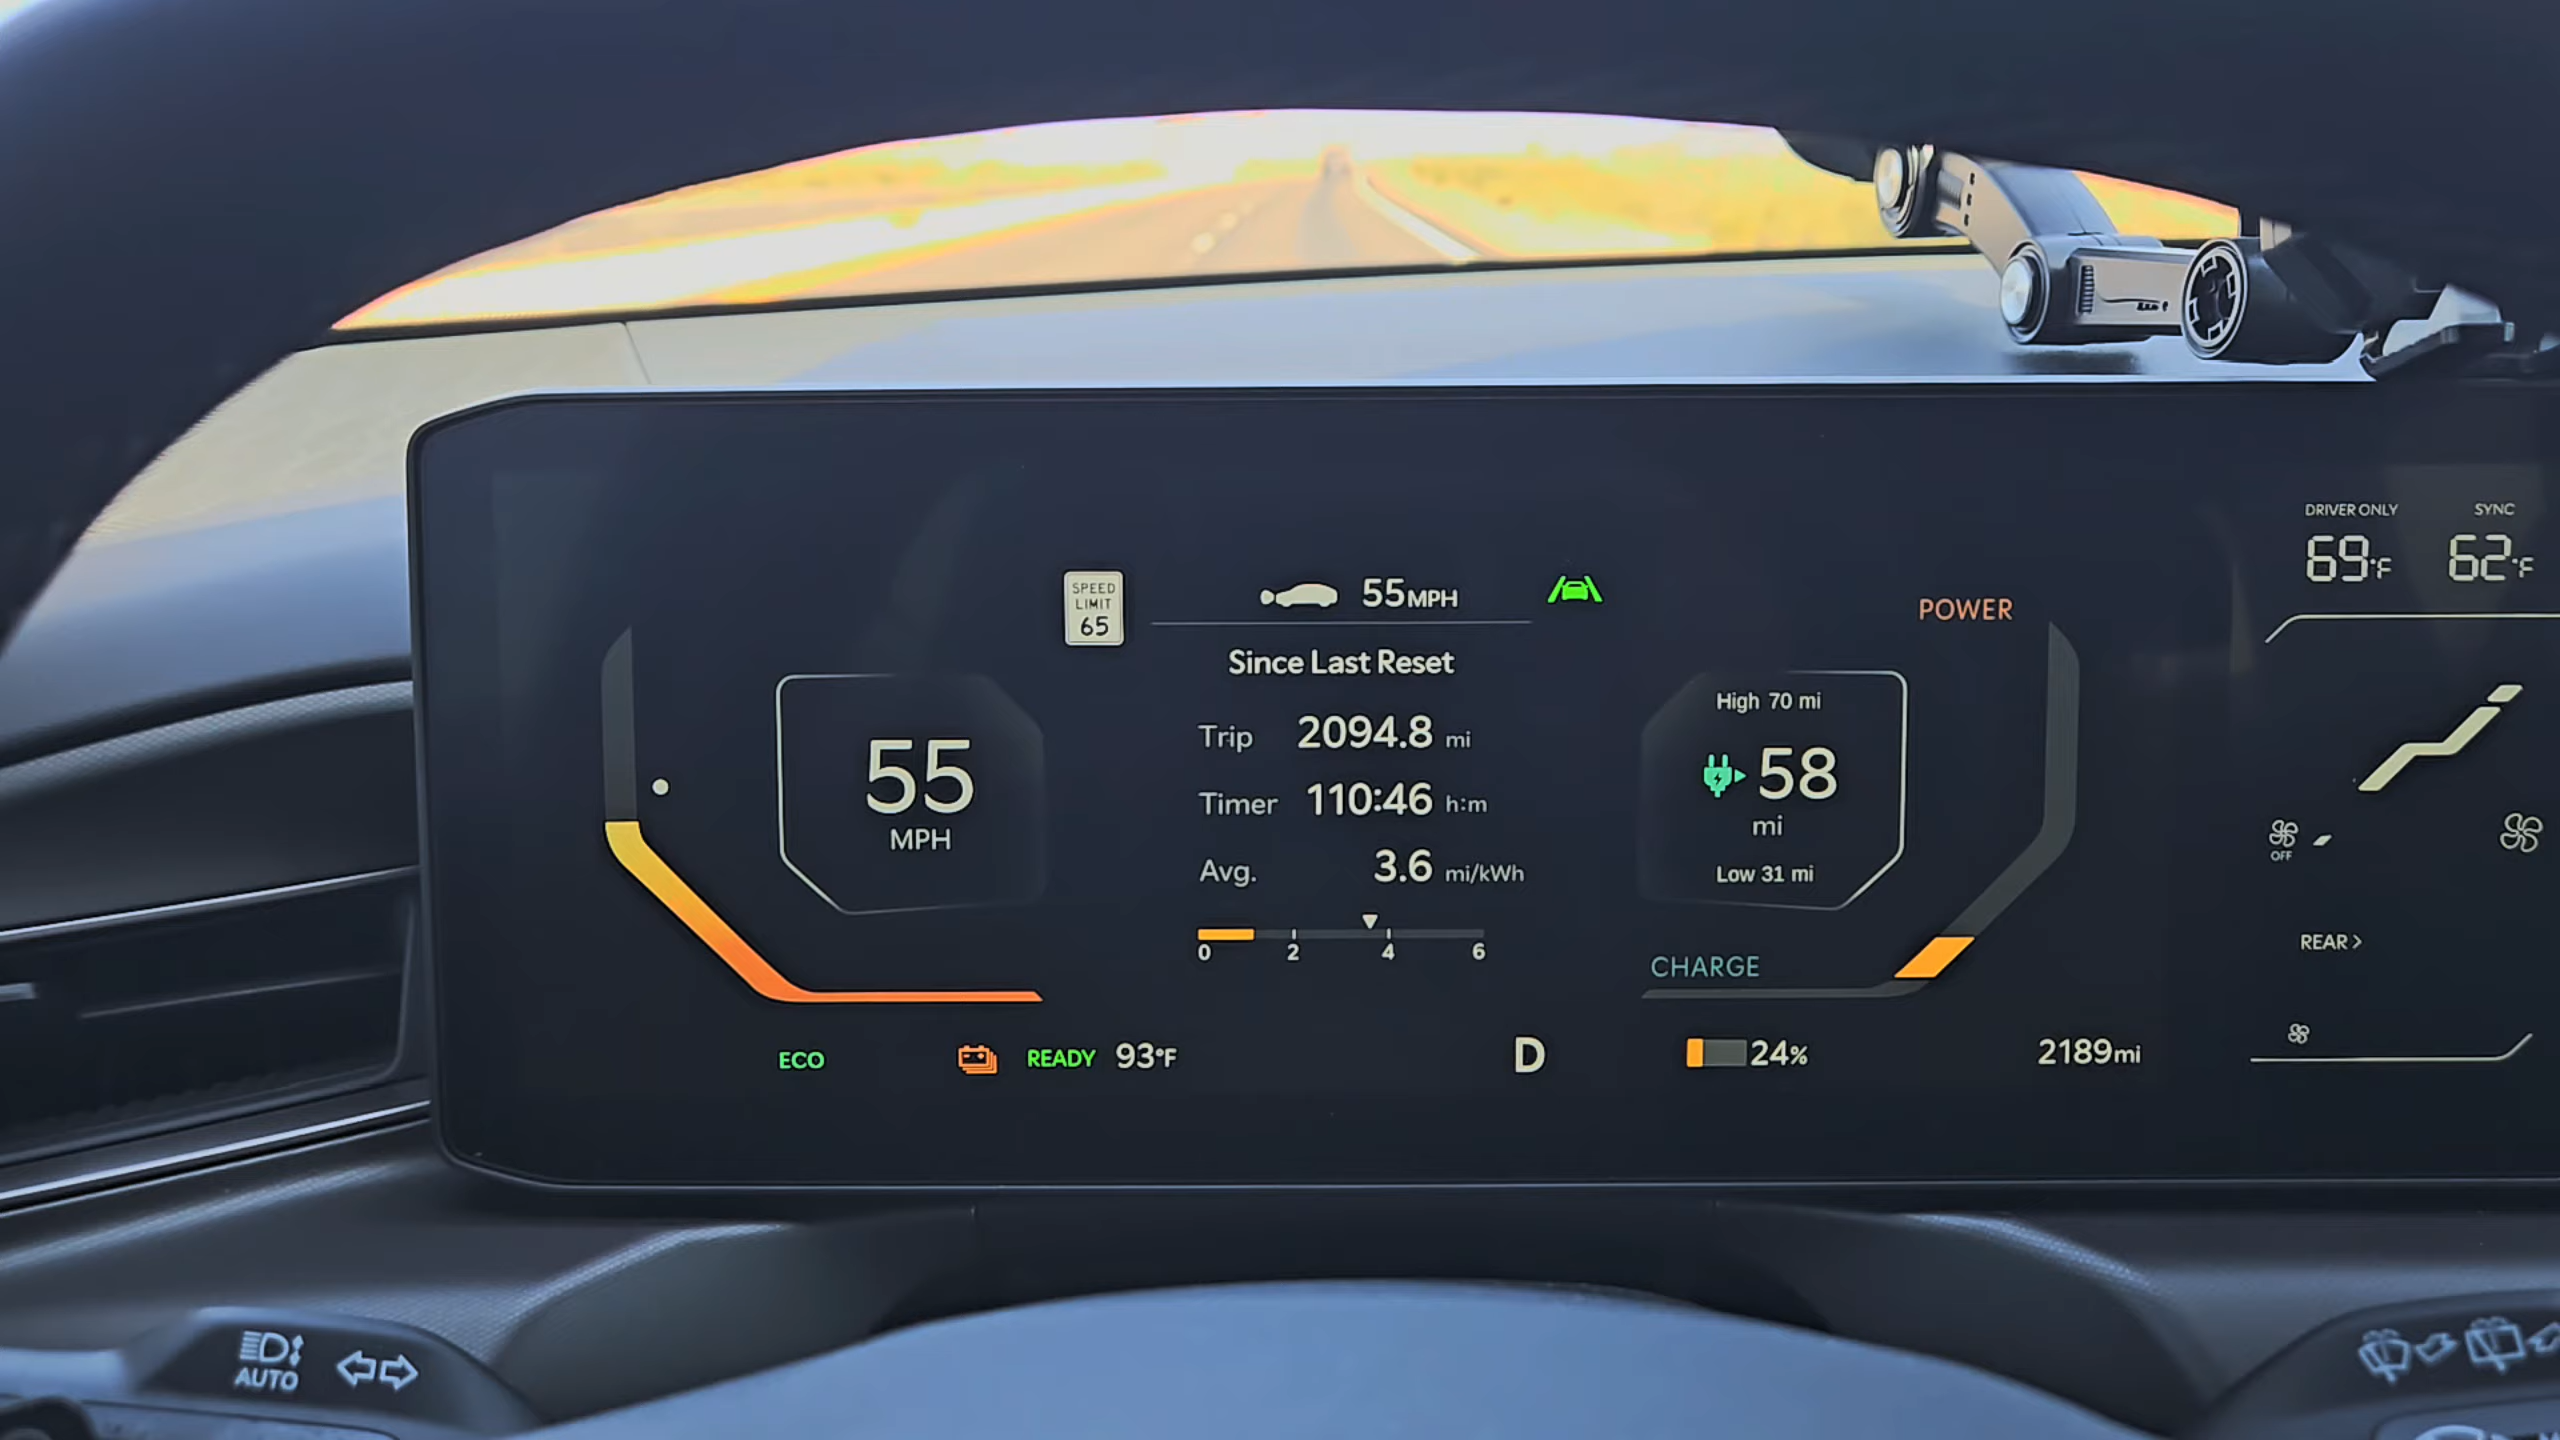 DRIVER ONLY SYNC
69°F 62°F
SPEED
LIMIT
65
55MPH
POWER
Since Last Reset
High 70 mi
Trip 2094.8 mi
55
MPH
58
mi
Timer 110:46 h:m
Avg. 3.6 mi/kWh
Low 31 mi
OFF
0 2 4 6
REAR >
CHARGE
ECO READY 93°F D 24% 2189mi
AUTO